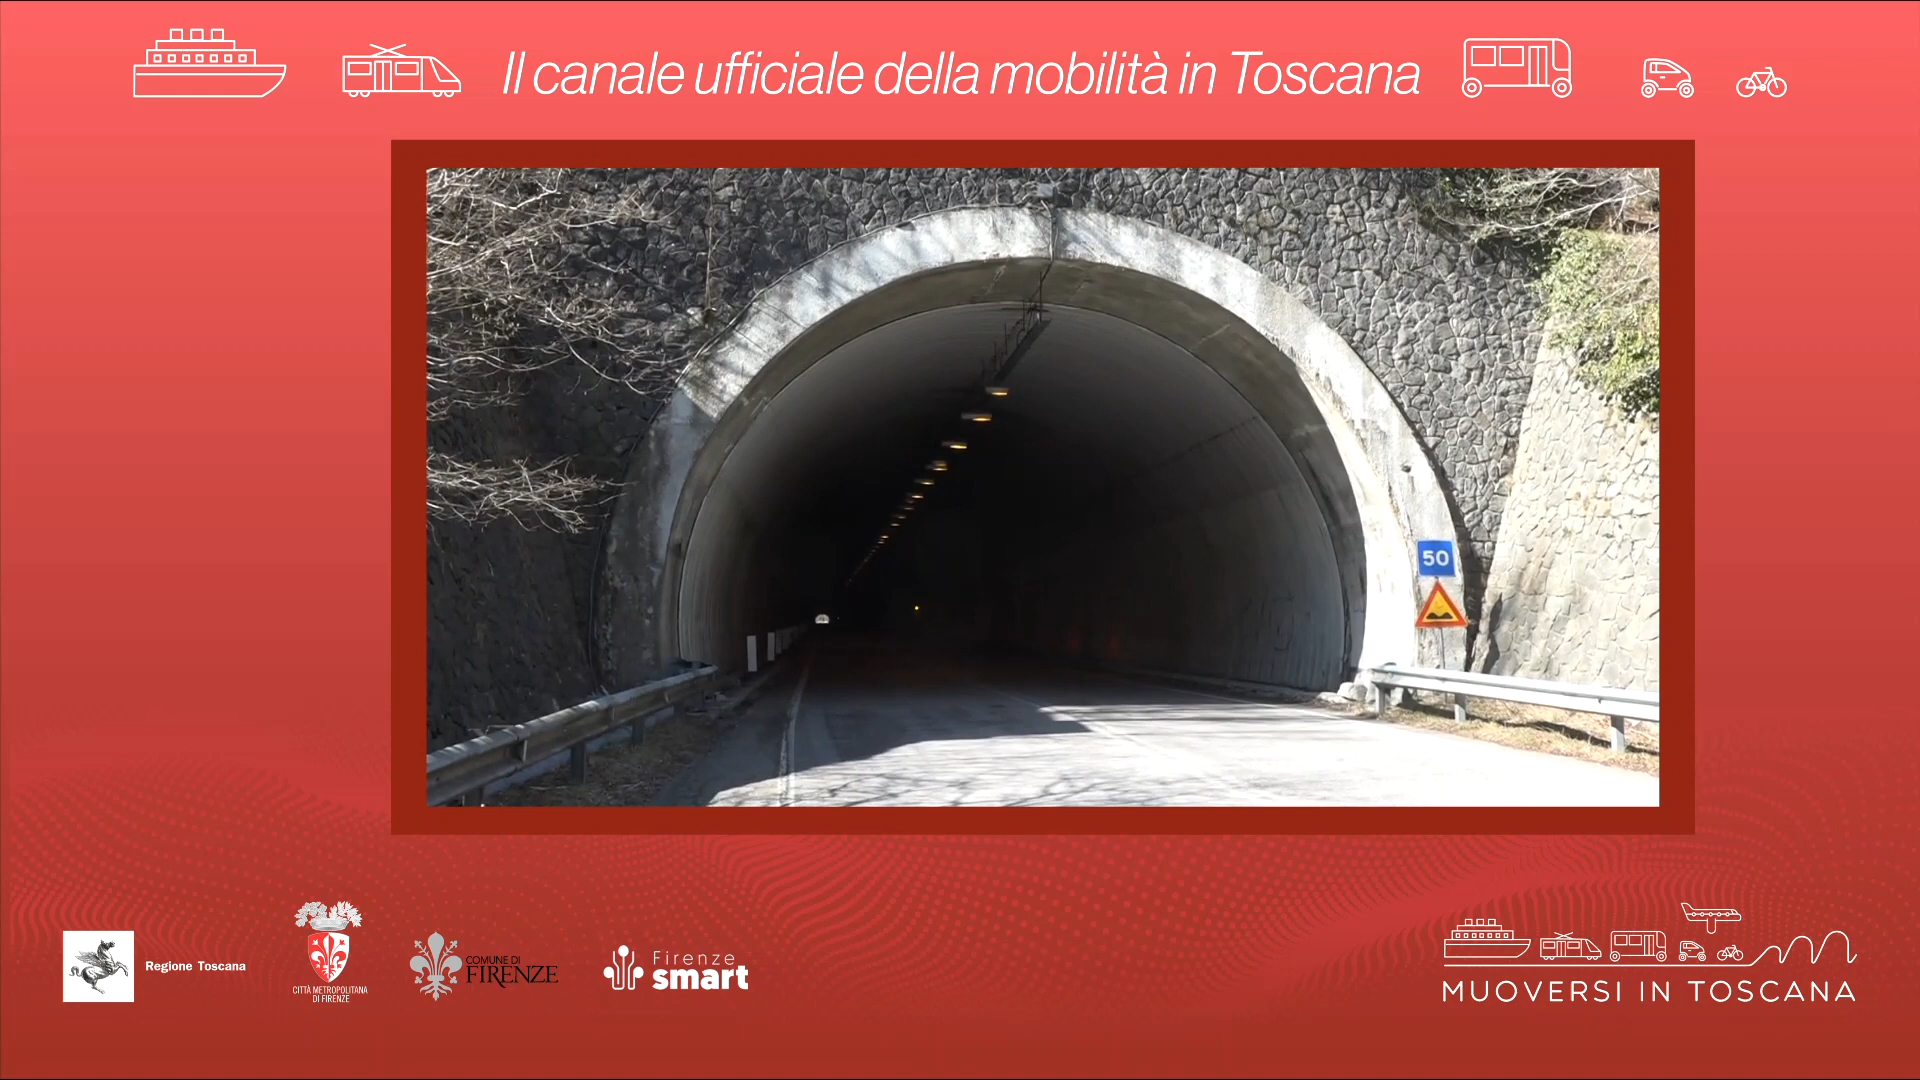 Il canale ufficiale della mobilità in Toscana
50
Regione Toscana
CITTÀ METROPOLITANA
DI FIRENZE
COMUNE DI
FIRENZE
Firenze
smart
MUOVERSI IN TOSCANA